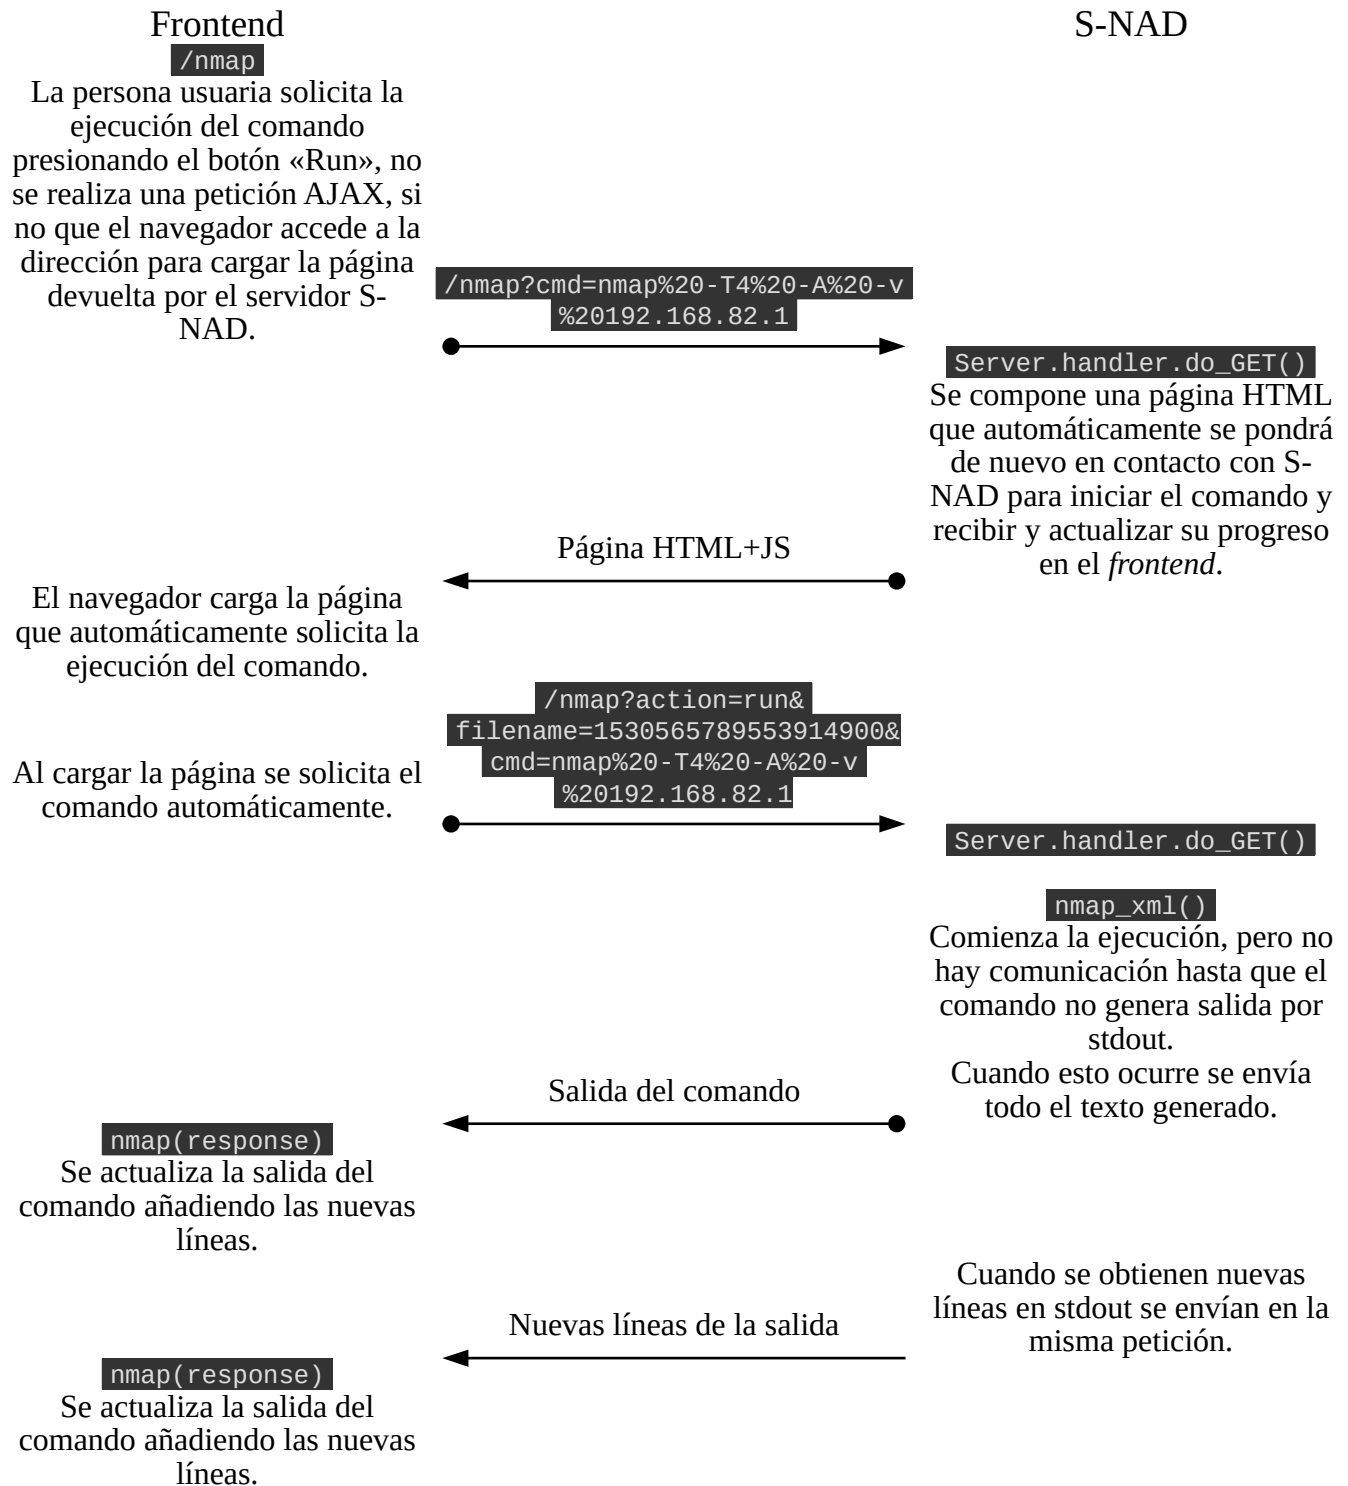 Frontend
S-NAD
/nmap
La persona usuaria solicita la
ejecución del comando
presionando el botón «Run», no
se realiza una petición AJAX, si
no que el navegador accede a la
dirección para cargar la página
devuelta por el servidor S-
NAD.
/nmap?cmd=nmap%20-T4%20-A%20-v
%20192.168.82.1
Server.handler.do_GET()
Se compone una página HTML
que automáticamente se pondrá
de nuevo en contacto con S-
NAD para iniciar el comando y
recibir y actualizar su progreso
en el frontend.
Página HTML+JS
El navegador carga la página
que automáticamente solicita la
ejecución del comando.
Al cargar la página se solicita el
comando automáticamente.
/nmap?action=run&
filename=1530565789553914900&
cmd=nmap%20-T4%20-A%20-v
%20192.168.82.1
Server.handler.do_GET()
nmap_xml()
Comienza la ejecución, pero no
hay comunicación hasta que el
comando no genera salida por
stdout.
Cuando esto ocurre se envía
todo el texto generado.
Salida del comando
nmap(response)
Se actualiza la salida del
comando añadiendo las nuevas
líneas.
Cuando se obtienen nuevas
líneas en stdout se envían en la
misma petición.
Nuevas líneas de la salida
nmap(response)
Se actualiza la salida del
comando añadiendo las nuevas
líneas.